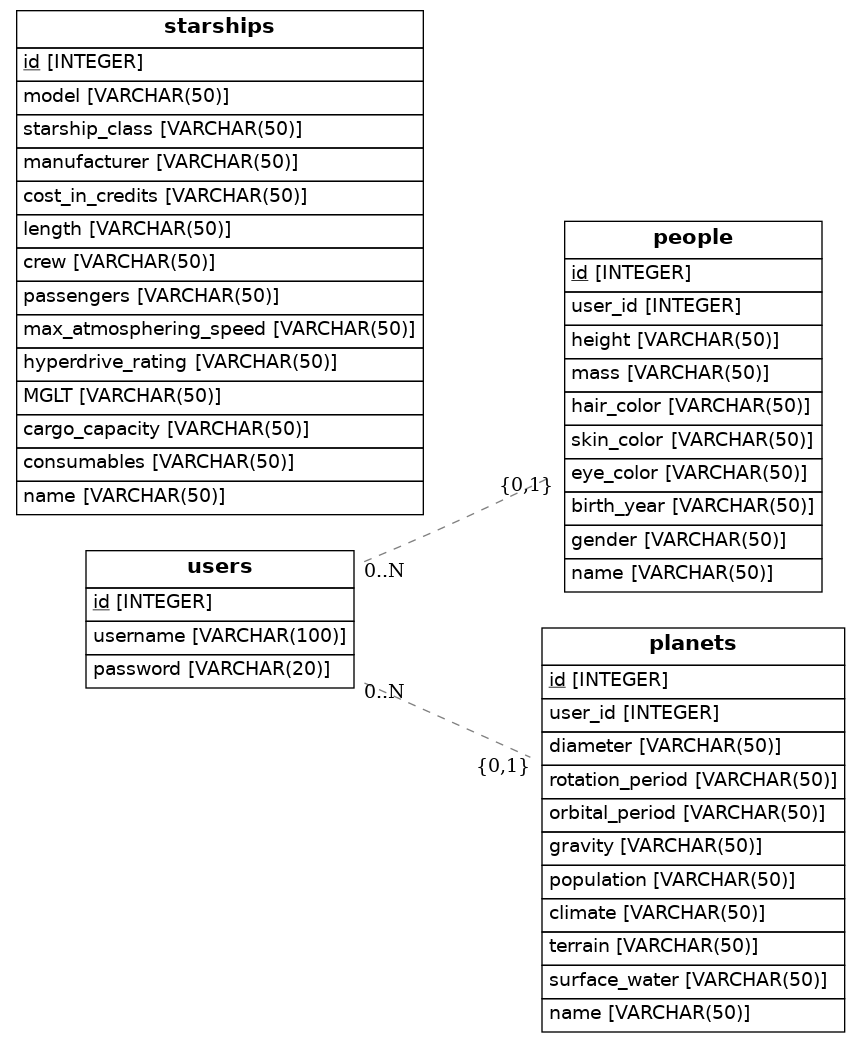 starships
id [INTEGER]
model [VARCHAR(50)]
starship_class [VARCHAR(50)]
manufacturer [VARCHAR(50)]
cost_in_credits [VARCHAR(50)]
length [VARCHAR(50)]
crew [VARCHAR(50)]
passengers [VARCHAR(50)]
max_atmosphering_speed [VARCHAR(50)]
hyperdrive_rating [VARCHAR(50)]
MGLT [VARCHAR(50)]
cargo_capacity [VARCHAR(50)]
consumables [VARCHAR(50)]
name [VARCHAR(50)]
people
id [INTEGER]
user_id [INTEGER]
height [VARCHAR(50)]
mass [VARCHAR(50)]
hair_color [VARCHAR(50)]
skin_color [VARCHAR(50)]
eye_color [VARCHAR(50)]
birth_year [VARCHAR(50)]
gender [VARCHAR(50)]
name [VARCHAR(50)]
{0,1}
0..N
users
id [INTEGER]
username [VARCHAR(100)]
password [VARCHAR(20)]
0..N
{0,1}
planets
id [INTEGER]
user_id [INTEGER]
diameter [VARCHAR(50)]
rotation_period [VARCHAR(50)]
orbital_period [VARCHAR(50)]
gravity [VARCHAR(50)]
population [VARCHAR(50)]
climate [VARCHAR(50)]
terrain [VARCHAR(50)]
surface_water [VARCHAR(50)]
name [VARCHAR(50)]